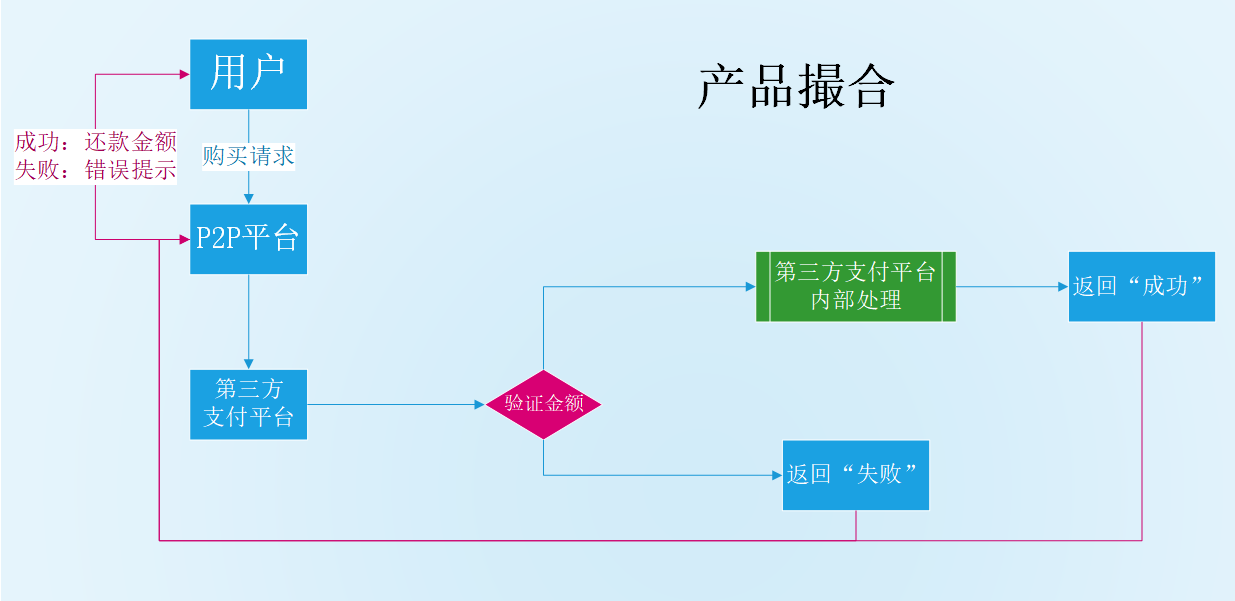 用户
产品撮合
成功：还款金额
失败：错误提示
购买请求
P2P平台
第三方支付平台
内部处理
返回“成功”
第三方
支付平台
验证金额
返回“失败”